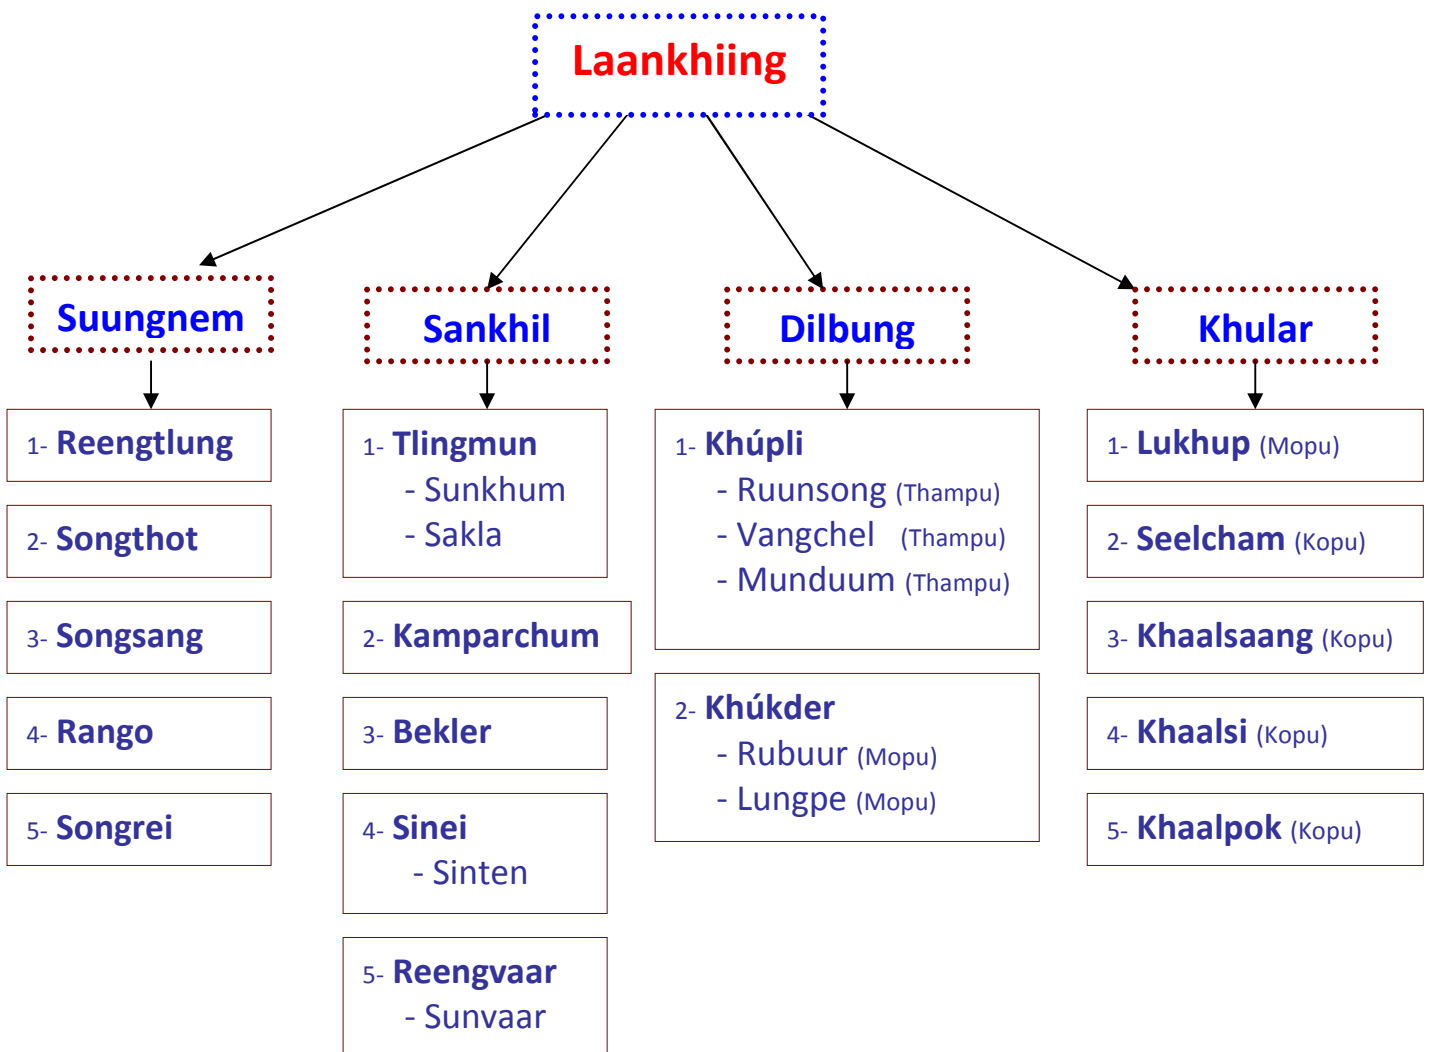 Laankhiing
Suungnem
1- Reengtlung
2- Songthot
3- Songsang
4- Rango
5- Songrei
Sankhil
1- Tlingmun
- Sunkhum
- Sakla
2- Kamparchum
3- Bekler
4- Sinei
- Sinten
5- Reengvaar
- Sunvaar
Dilbung
1- Khúpli
- Ruunsong (Thampu)
- Vangchel (Thampu)
- Munduum (Thampu)
2- Khúkder
- Rubuur (Mopu)
- Lungpe (Mopu)
Khular
1- Lukhup (Mopu)
2- Seelcham (Kopu)
3- Khaalsaang (Kopu)
4- Khaalsi (Kopu)
5- Khaalpok (Kopu)